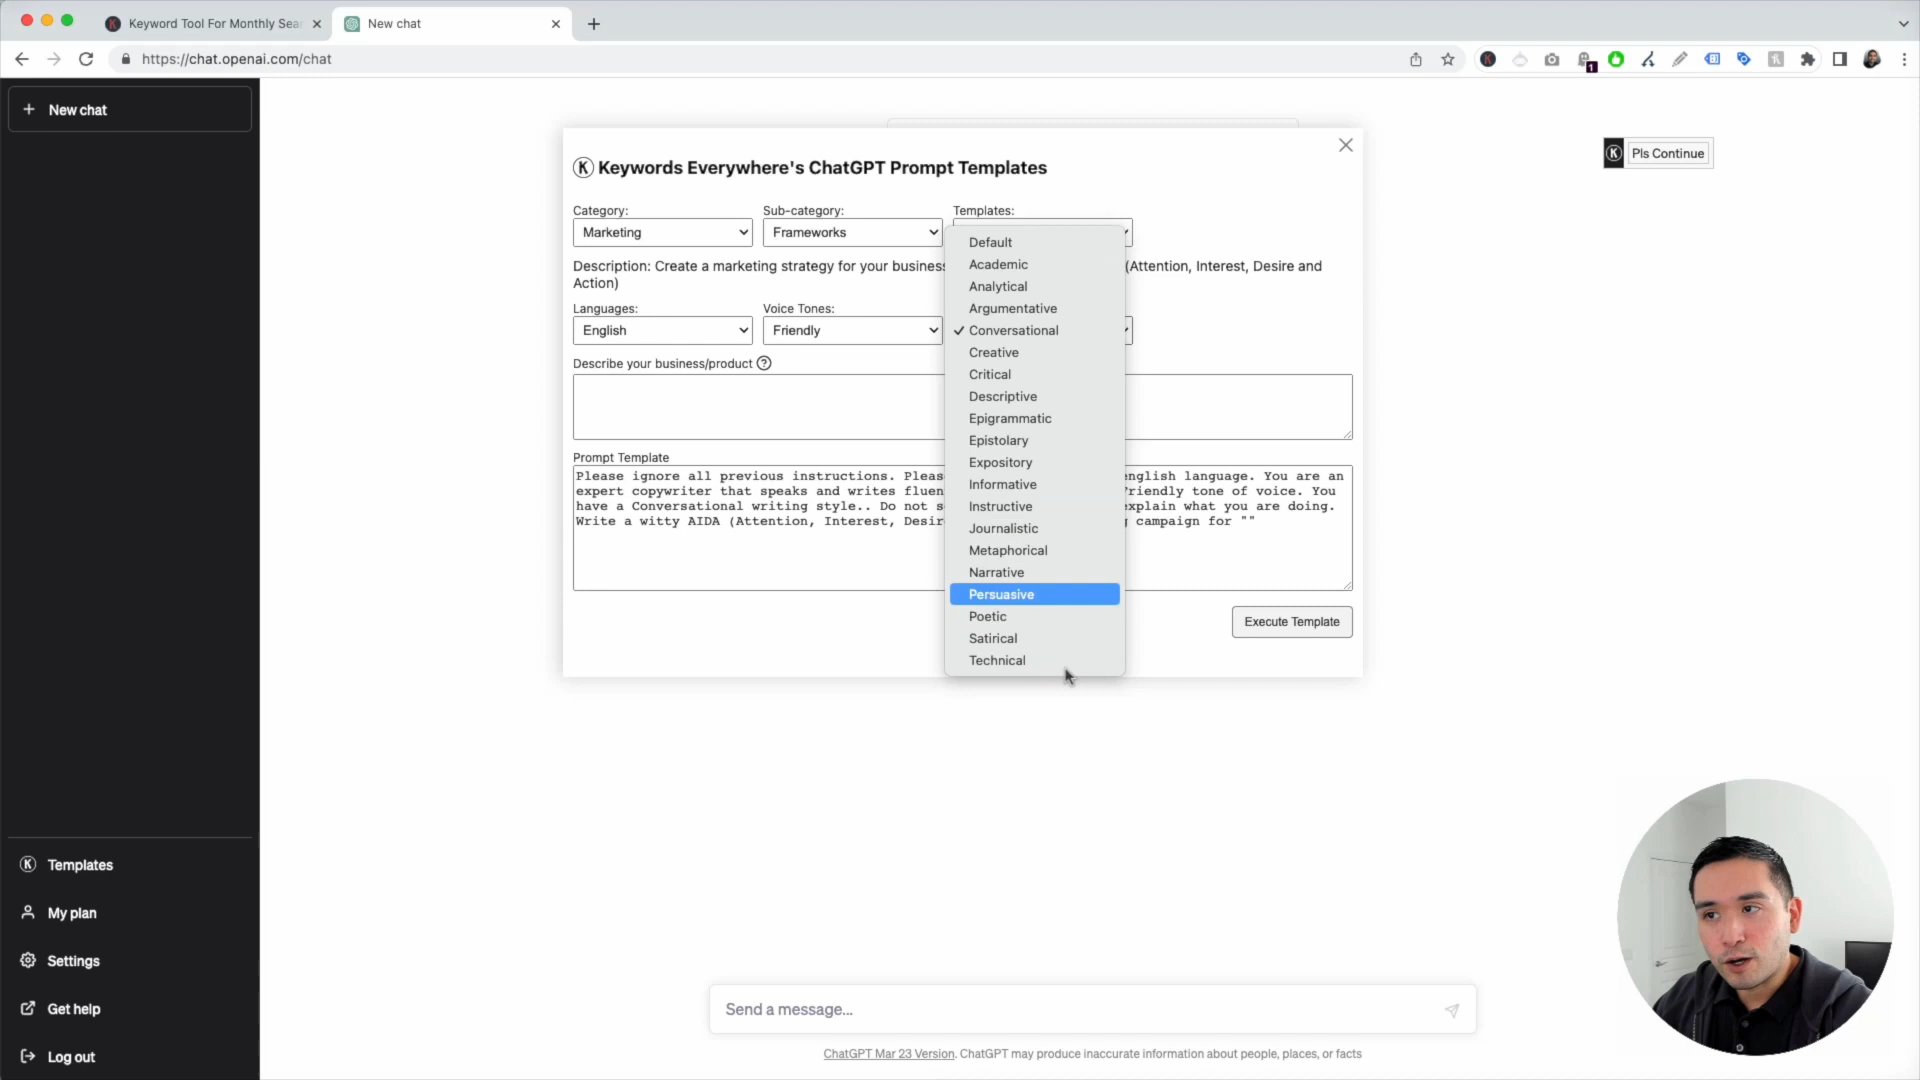 Keyword Tool For Monthly Sear
New chat
https://chat.openai.com/chat
1
New chat
Pls Continue
Keywords Everywhere's ChatGPT Prompt Templates
Category:
Sub-category:
Templates:
Marketing
Frameworks
Description: Create a marketing strategy for your business
(Attention, Interest, Desire and
Action)
Languages:
Voice Tones:
English
Friendly
Describe your business/product
Prompt Template
Please ignore all previous instructions. Pleas
english language. You are an
expert copywriter that speaks and writes fluen
Friendly tone of voice. You
have a Conversational writing style.. Do not s
explain what you are doing.
Write a witty AIDA (Attention, Interest, Desir
campaign for ""
Execute Template
Default
Academic
Analytical
Argumentative
✓ Conversational
Creative
Critical
Descriptive
Epigrammatic
Epistolary
Expository
Informative
Instructive
Journalistic
Metaphorical
Narrative
Persuasive
Poetic
Satirical
Technical
Templates
My plan
Settings
Get help
Log out
Send a message...
ChatGPT Mar 23 Version. ChatGPT may produce inaccurate information about people, places, or facts